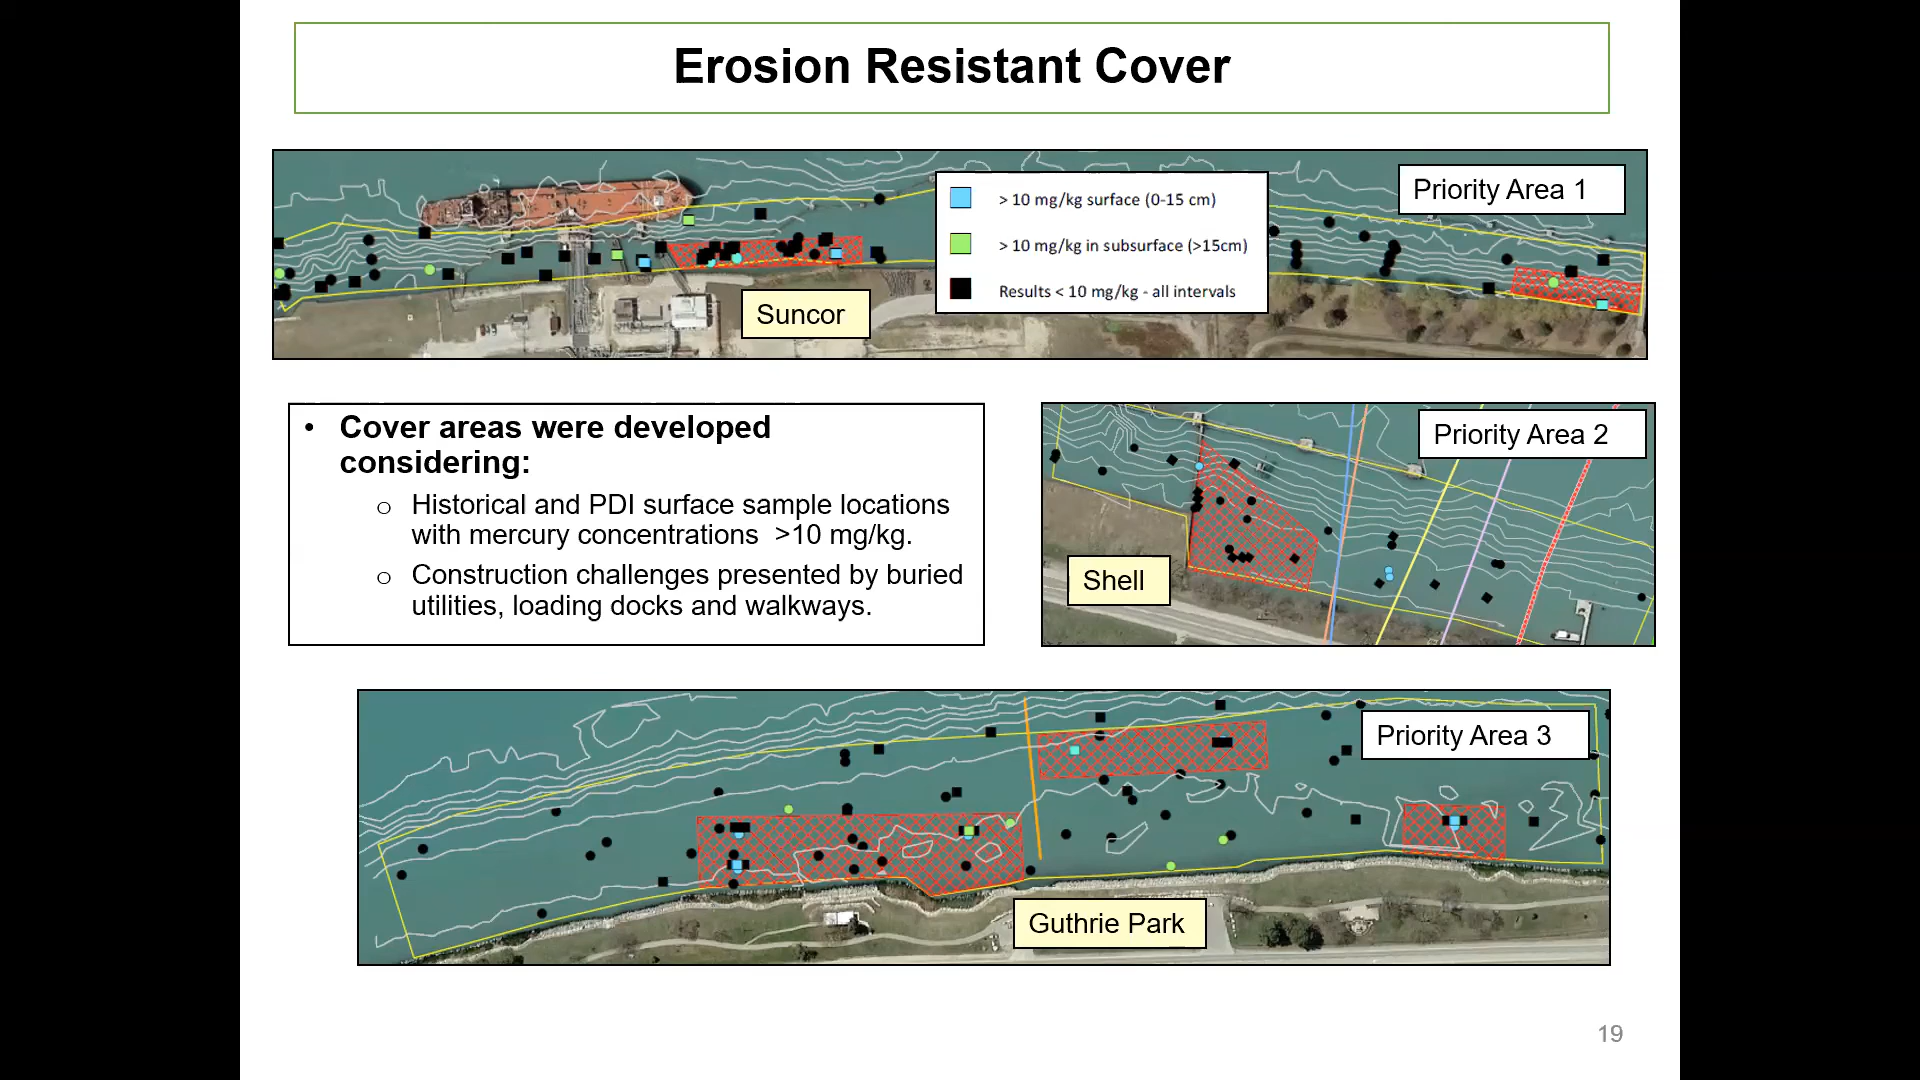 Erosion Resistant Cover
Priority Area 1
> 10 mg/kg surface (0-15 cm)
> 10 mg/kg in subsurface (>15cm)
Results < 10 mg/kg - all intervals
Suncor
• Cover areas were developed
considering:
o Historical and PDI surface sample locations
with mercury concentrations >10 mg/kg.
o Construction challenges presented by buried
utilities, loading docks and walkways.
Priority Area 2
Shell
Priority Area 3
Guthrie Park
19